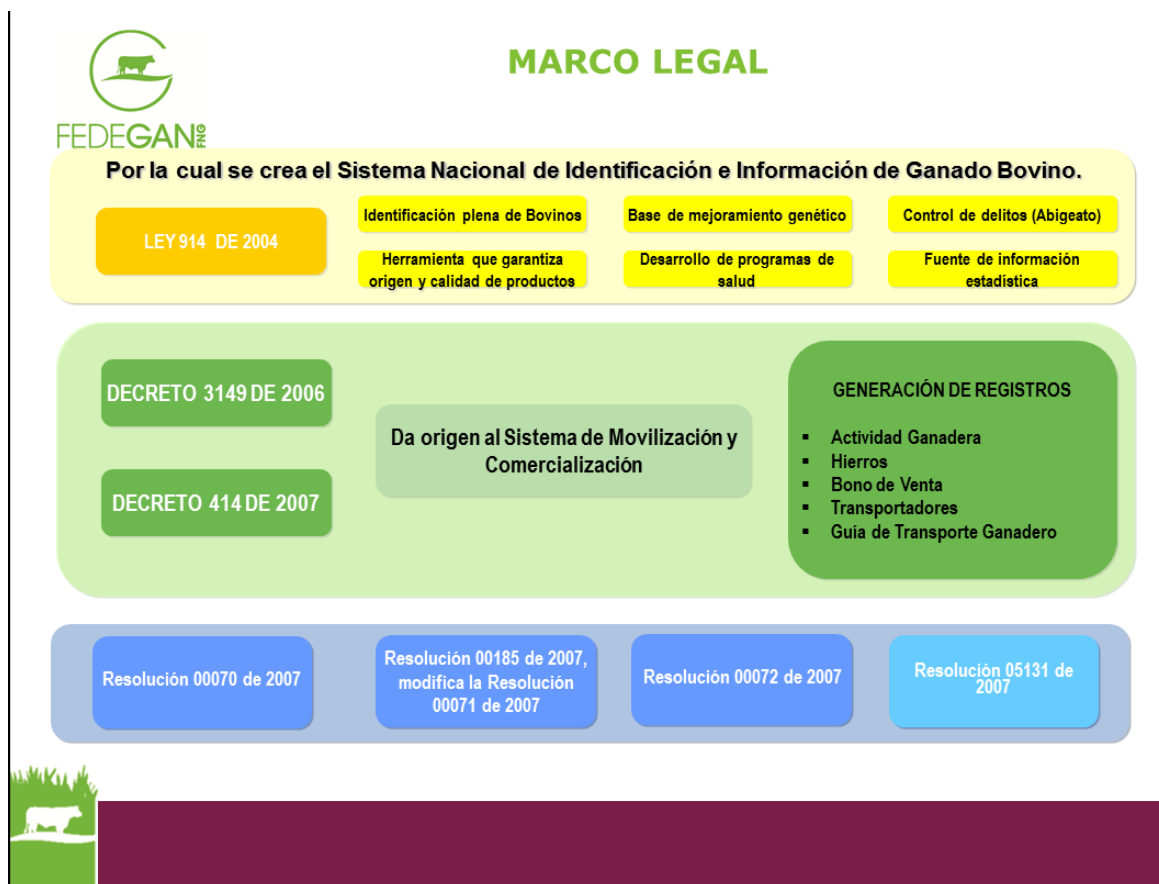 MARCO LEGAL
FEDEGAN FNG
Por la cual se crea el Sistema Nacional de Identificación e Información de Ganado Bovino.
LEY 914 DE 2004
Identificación plena de Bovinos
Base de mejoramiento genético
Control de delitos (Abigeato)
Herramienta que garantiza
origen y calidad de productos
Desarrollo de programas de
salud
Fuente de información
estadística
DECRETO 3149 DE 2006
DECRETO 414 DE 2007
Da origen al Sistema de Movilización y
Comercialización
GENERACIÓN DE REGISTROS
▪ Actividad Ganadera
▪ Hierros
▪ Bono de Venta
▪ Transportadores
▪ Guía de Transporte Ganadero
Resolución 00070 de 2007
Resolución 00185 de 2007,
modifica la Resolución
00071 de 2007
Resolución 00072 de 2007
Resolución 05131 de
2007